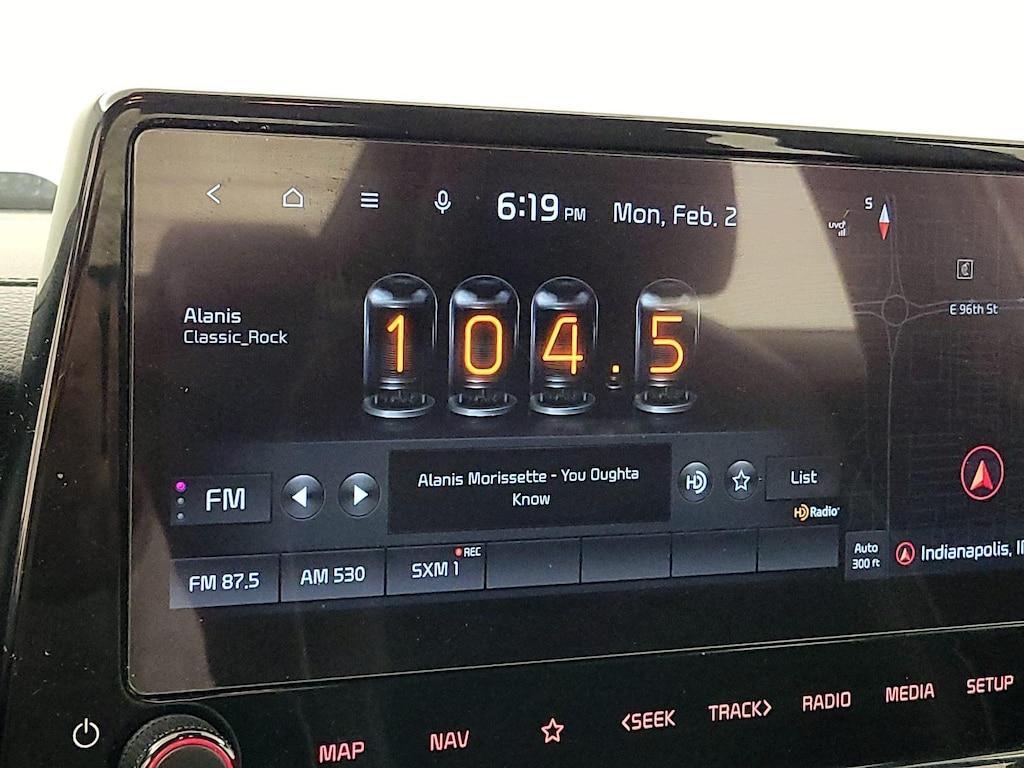 6:19 PM Mon, Feb. 2
S
UVO
E 96th St
Alanis
Classic_Rock
104.5
FM
Alanis Morissette - You Oughta
Know
HD
List
HD Radio
FM 87.5
AM 530
SXM 1
REC
Auto
300 ft
Indianapolis, I
MAP
NAV
<SEEK
TRACK>
RADIO
MEDIA
SETUP